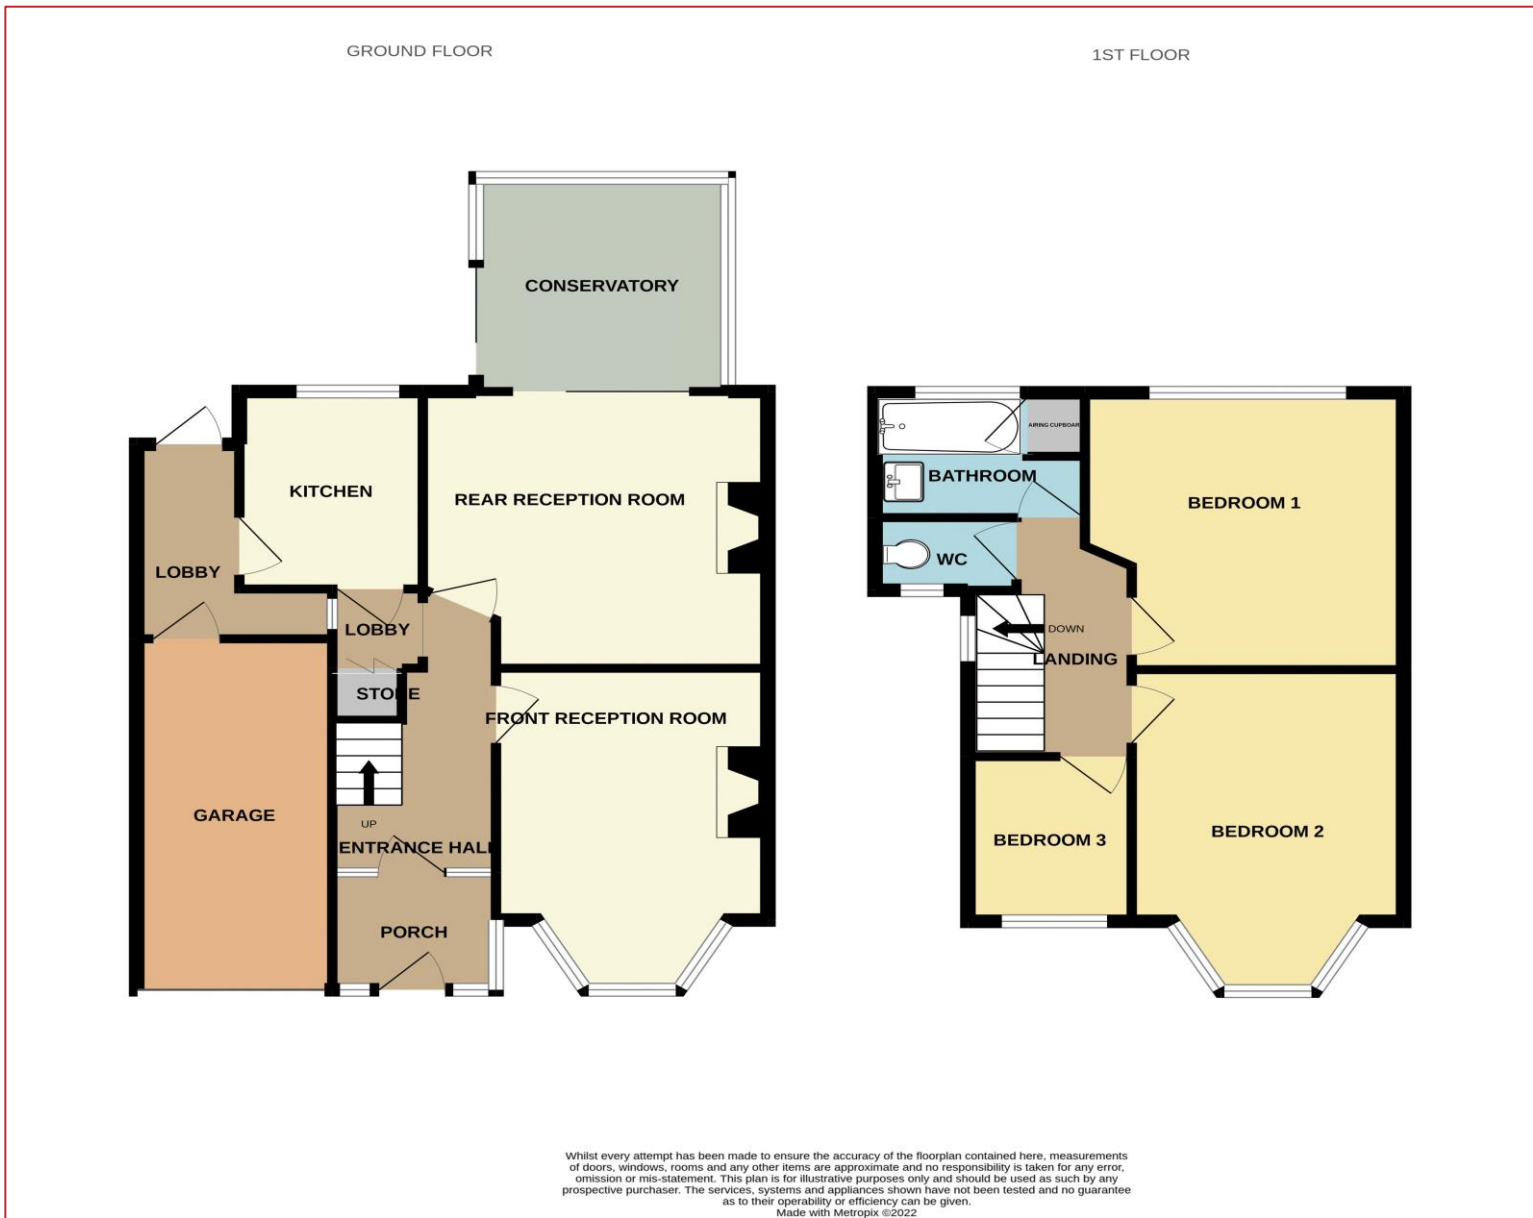 GROUND FLOOR
1ST FLOOR
CONSERVATORY
KITCHEN
REAR RECEPTION ROOM
LOBBY
LOBBY
STORE
FRONT RECEPTION ROOM
GARAGE
UP
ENTRANCE HALL
PORCH
AIRING CUPBOARD
BATHROOM
BEDROOM 1
WC
DOWN
LANDING
BEDROOM 3
BEDROOM 2
Whilst every attempt has been made to ensure the accuracy of the floorplan contained here, measurements
of doors, windows, rooms and any other items are approximate and no responsibility is taken for any error,
omission or mis-statement. This plan is for illustrative purposes only and should be used as such by any
prospective purchaser. The services, systems and appliances shown have not been tested and no guarantee
as to their operability or efficiency can be given.
Made with Metropix ©2022